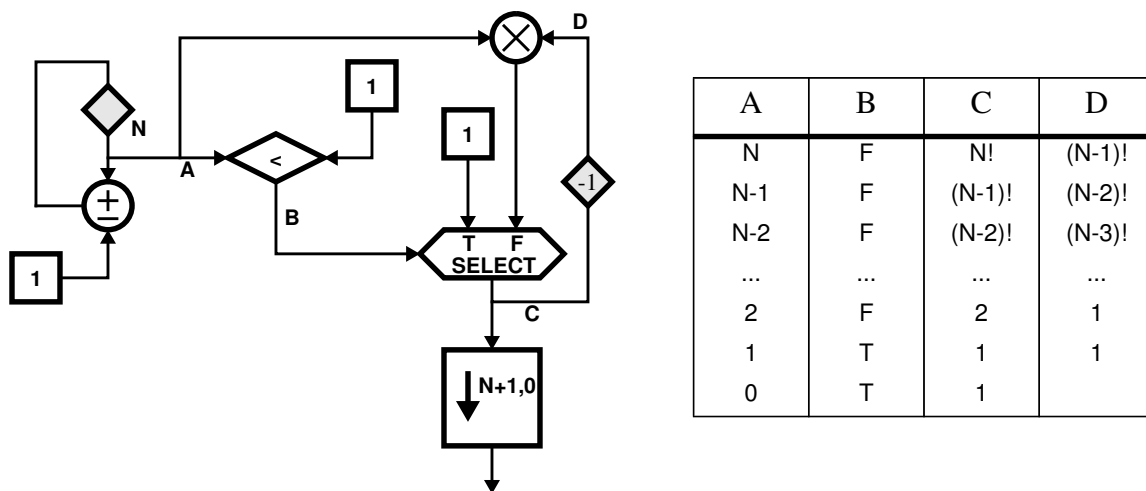 D
1
N
1
A
<
±
B
-1
T F
SELECT
1
C
N+1,0
A B C D
N F N! (N-1)!
N-1 F (N-1)! (N-2)!
N-2 F (N-2)! (N-3)!
... ... ... ...
2 F 2 1
1 T 1 1
0 T 1